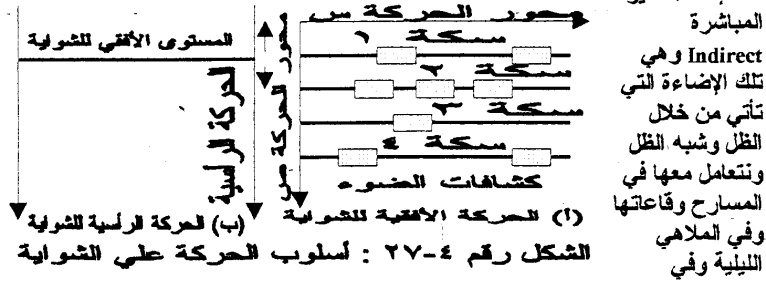 المباشرة
Indirect وهي
تلك الإضاءة التي
تأتي من خلال
الظل وشبه الظل
ونتعامل معها في
المسارح وقاعاتها
وفي الملاهي
الليلية وفي
محور الحركة س
سكة ١
سكة ٢
سكة ٣
سكة ٤
كشافات الضوء
محور الحركة ص
(أ) الحركة الأفقية للشواية
المستوى الأفقي للشواية
الحركة الرأسية
(ب) الحركة الرأسية للشواية
الشكل رقم ٤-٢٧ : أسلوب الحركة علي الشواية